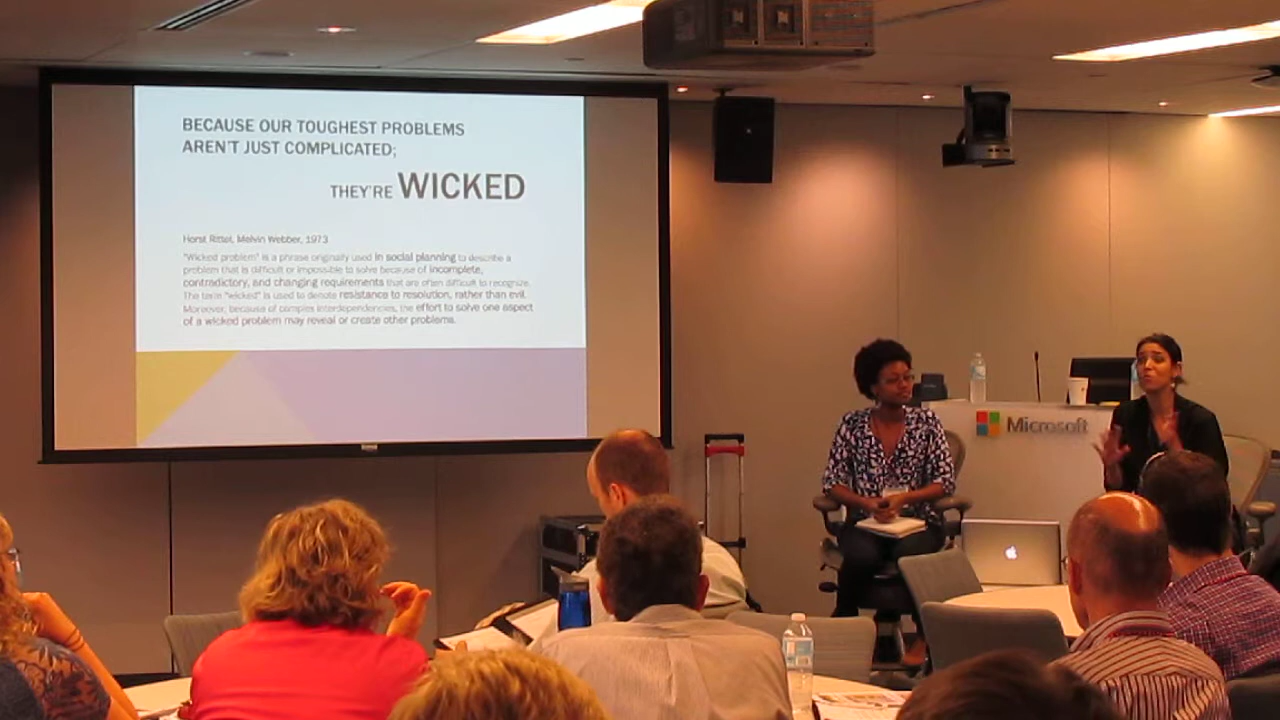 BECAUSE OUR TOUGHEST PROBLEMS
AREN'T JUST COMPLICATED;
THEY'RE WICKED
Horst Rittel, Melvin Webber, 1973
"Wicked problem" is a phrase originally used in social planning to describe a
problem that is difficult or impossible to solve because of incomplete,
contradictory, and changing requirements that are often difficult to recognize.
The term "wicked" is used to denote resistance to resolution, rather than evil.
Moreover, because of complex interdependencies, the effort to solve one aspect
of a wicked problem may reveal or create other problems.
Microsoft